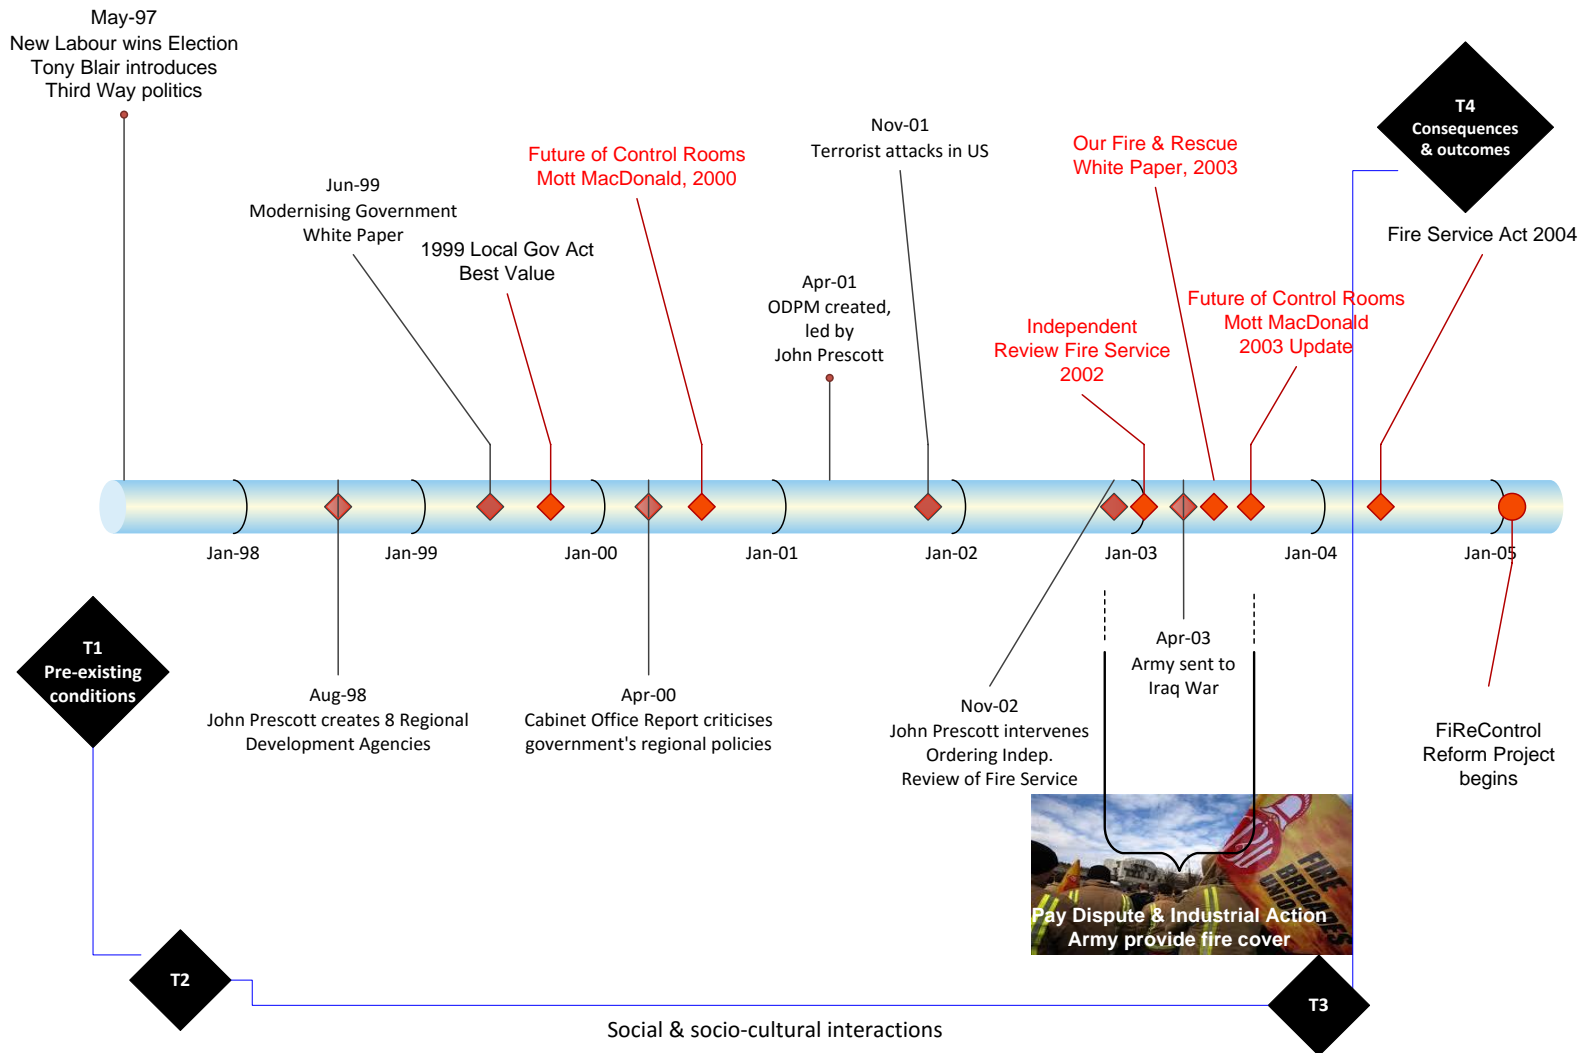 May-97
New Labour wins Election
Tony Blair introduces
Third Way politics
Jun-99
Modernising Government
White Paper
1999 Local Gov Act
Best Value
Future of Control Rooms
Mott MacDonald, 2000
Apr-01
ODPM created,
led by
John Prescott
Nov-01
Terrorist attacks in US
Independent
Review Fire Service
2002
Our Fire & Rescue
White Paper, 2003
Future of Control Rooms
Mott MacDonald
2003 Update
T4
Consequences
& outcomes
Fire Service Act 2004
Jan-98
Jan-99
Jan-00
Jan-01
Jan-02
Jan-03
Jan-04
Jan-05
T1
Pre-existing
conditions
Aug-98
John Prescott creates 8 Regional
Development Agencies
Apr-00
Cabinet Office Report criticises
government's regional policies
Nov-02
John Prescott intervenes
Ordering Indep.
Review of Fire Service
Apr-03
Army sent to
Iraq War
FiReControl
Reform Project
begins
FIRE
BRIGADES
UNION
Pay Dispute & Industrial Action
Army provide fire cover
T2
T3
Social & socio-cultural interactions